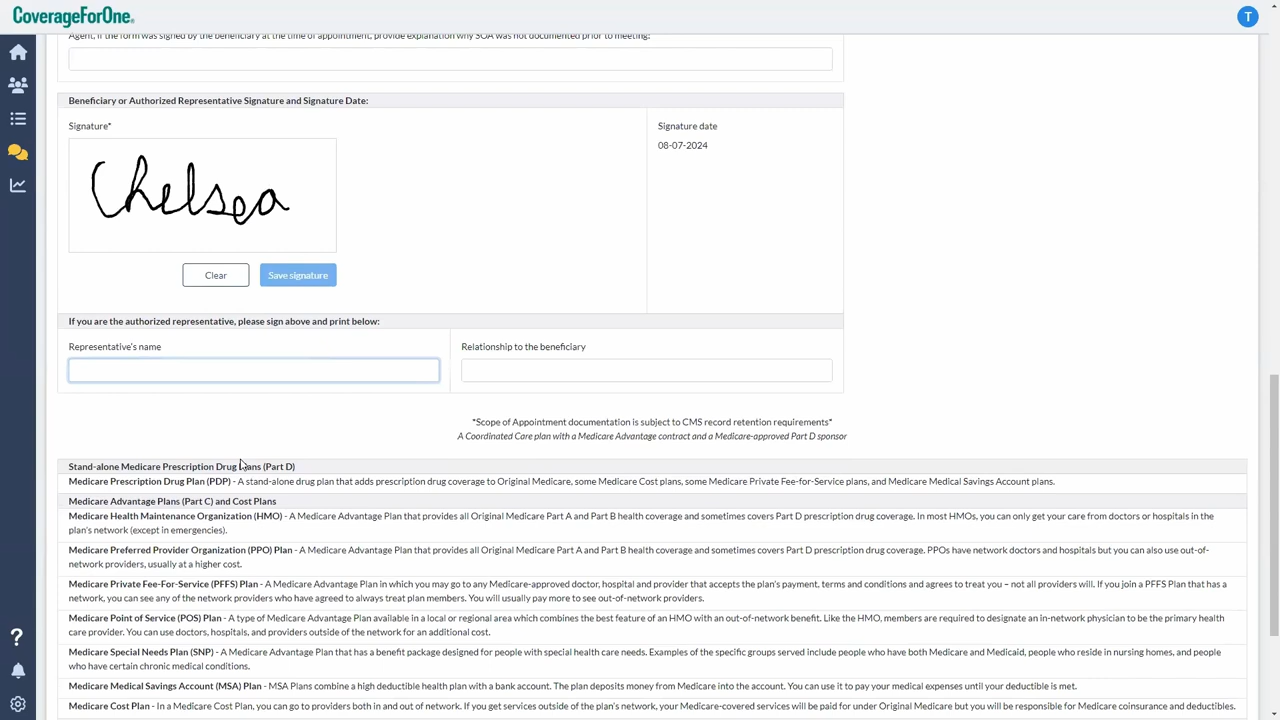 CoverageForOne
T
Agent, if the form was signed by the beneficiary at the time of appointment, provide explanation why SOA was not documented prior to meeting:
Beneficiary or Authorized Representative Signature and Signature Date:
Signature*
Signature date
08-07-2024
Chelsea
Clear
Save signature
If you are the authorized representative, please sign above and print below:
Representative's name
Relationship to the beneficiary
*Scope of Appointment documentation is subject to CMS record retention requirements*
A Coordinated Care plan with a Medicare Advantage contract and a Medicare-approved Part D sponsor
Stand-alone Medicare Prescription Drug Plans (Part D)
Medicare Prescription Drug Plan (PDP) - A stand-alone drug plan that adds prescription drug coverage to Original Medicare, some Medicare Cost plans, some Medicare Private Fee-for-Service plans, and Medicare Medical Savings Account plans.
Medicare Advantage Plans (Part C) and Cost Plans
Medicare Health Maintenance Organization (HMO) - A Medicare Advantage Plan that provides all Original Medicare Part A and Part B health coverage and sometimes covers Part D prescription drug coverage. In most HMOs, you can only get your care from doctors or hospitals in the
plan's network (except in emergencies).
Medicare Preferred Provider Organization (PPO) Plan - A Medicare Advantage Plan that provides all Original Medicare Part A and Part B health coverage and sometimes covers Part D prescription drug coverage. PPOs have network doctors and hospitals but you can also use out-of-
network providers, usually at a higher cost.
Medicare Private Fee-For-Service (PFFS) Plan - A Medicare Advantage Plan in which you may go to any Medicare-approved doctor, hospital and provider that accepts the plan's payment, terms and conditions and agrees to treat you – not all providers will. If you join a PFFS Plan that has a
network, you can see any of the network providers who have agreed to always treat plan members. You will usually pay more to see out-of-network providers.
Medicare Point of Service (POS) Plan - A type of Medicare Advantage Plan available in a local or regional area which combines the best feature of an HMO with an out-of-network benefit. Like the HMO, members are required to designate an in-network physician to be the primary health
care provider. You can use doctors, hospitals, and providers outside of the network for an additional cost.
Medicare Special Needs Plan (SNP) - A Medicare Advantage Plan that has a benefit package designed for people with special health care needs. Examples of the specific groups served include people who have both Medicare and Medicaid, people who reside in nursing homes, and people
who have certain chronic medical conditions.
Medicare Medical Savings Account (MSA) Plan - MSA Plans combine a high deductible health plan with a bank account. The plan deposits money from Medicare into the account. You can use it to pay your medical expenses until your deductible is met.
Medicare Cost Plan - In a Medicare Cost Plan, you can go to providers both in and out of network. If you get services outside of the plan's network, your Medicare-covered services will be paid for under Original Medicare but you will be responsible for Medicare coinsurance and deductibles.